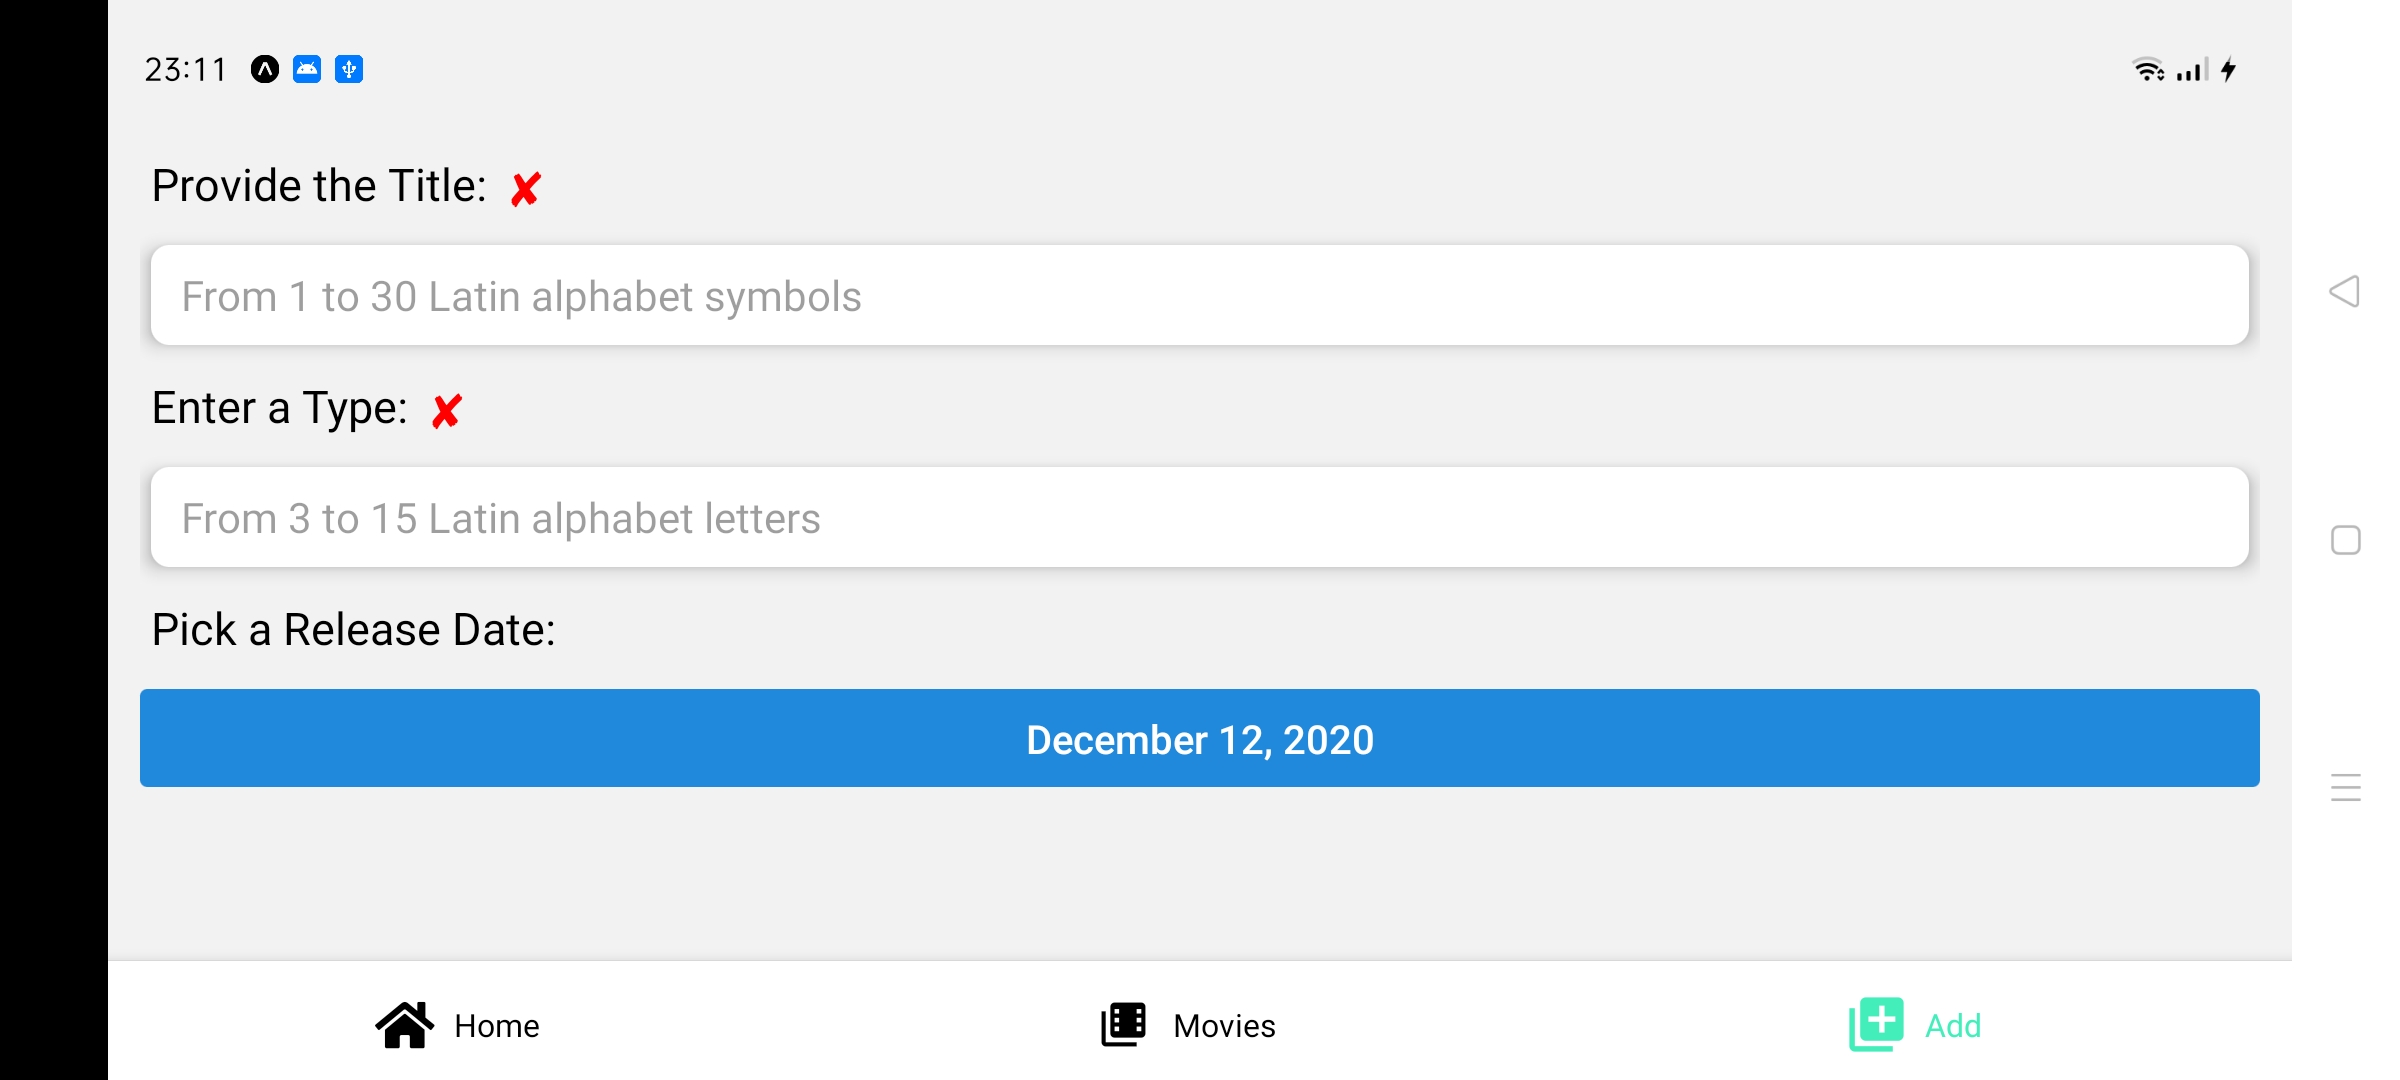 23:11
Provide the Title: ✘
From 1 to 30 Latin alphabet symbols
Enter a Type: ✘
From 3 to 15 Latin alphabet letters
Pick a Release Date:
December 12, 2020
Home
Movies
Add